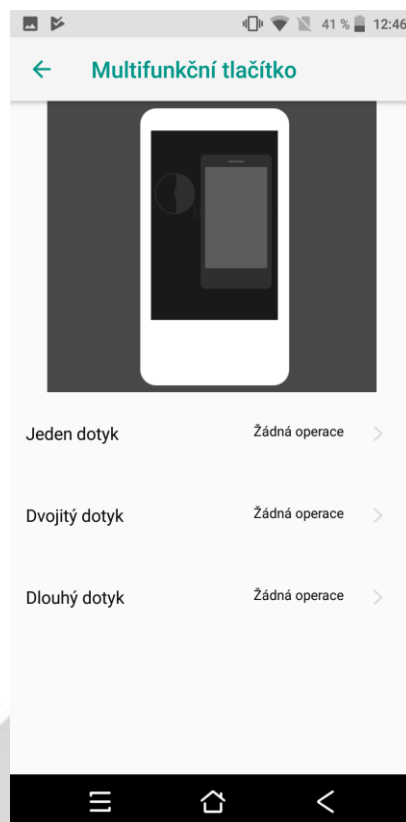 41 % 12:46
Multifunkční tlačítko
Jeden dotyk Žádná operace
Dvojitý dotyk Žádná operace
Dlouhý dotyk Žádná operace